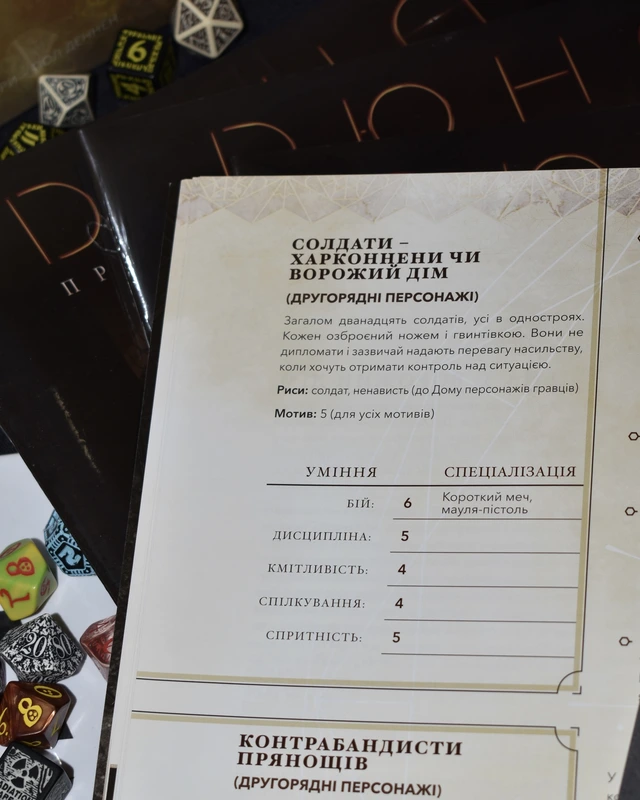 ДЮН
ПР
СОЛДАТИ –
ХАРКОННЕНИ ЧИ
ВОРОЖИЙ ДІМ
(ДРУГОРЯДНІ ПЕРСОНАЖІ)
Загалом дванадцять солдатів, усі в одностроях.
Кожен озброєний ножем і гвинтівкою. Вони не
дипломати і зазвичай надають перевагу насильству,
коли хочуть отримати контроль над ситуацією.
Риси: солдат, ненависть (до Дому персонажів гравців)
Мотив: 5 (для усіх мотивів)
УМІННЯ СПЕЦІАЛІЗАЦІЯ
БІЙ: 6 Короткий меч,
мауля-пістоль
ДИСЦИПЛІНА: 5
КМІТЛИВІСТЬ: 4
СПІЛКУВАННЯ: 4
СПРИТНІСТЬ: 5
КОНТРАБАНДИСТИ
ПРЯНОЩІВ
(ДРУГОРЯДНІ ПЕРСОНАЖІ)